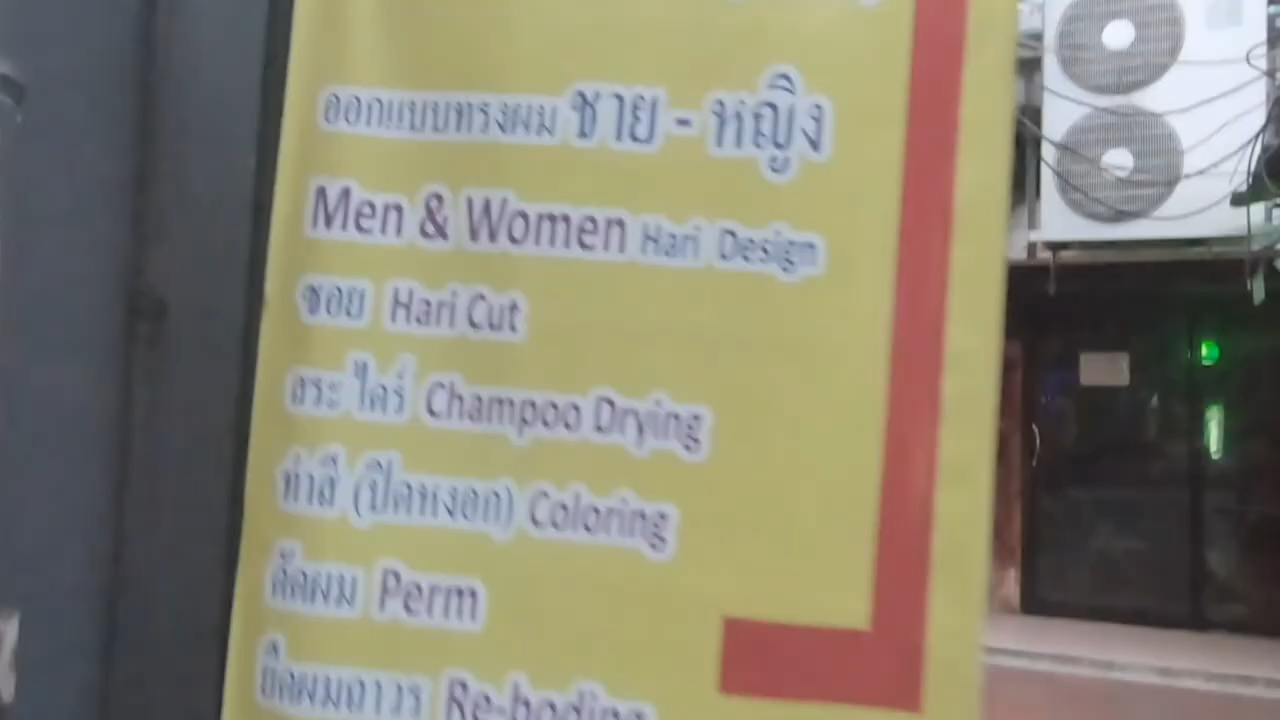 ออกแบบทรงผม ชาย - หญิง
Men & Women Hari Design
ซอย Hari Cut
สระ ไดร์ Champoo Drying
ทำสี (ปิดหงอก) Coloring
ดัดผม Perm
ยืดผมถาวร Re-boding